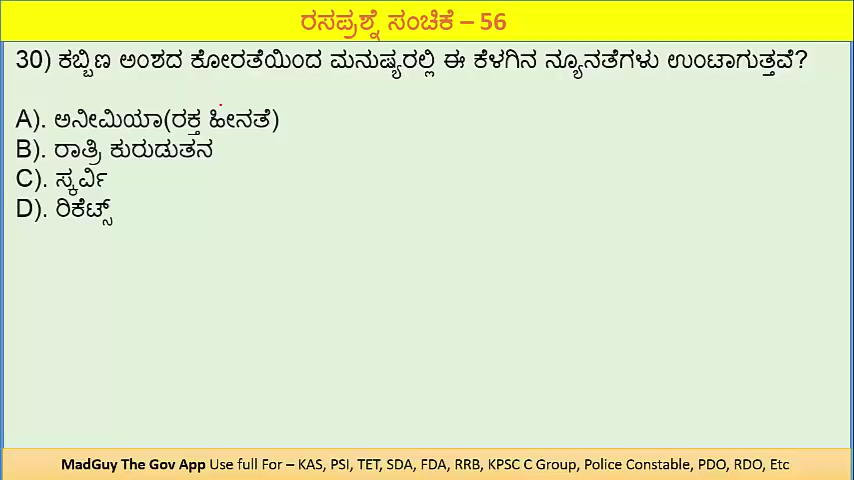 ರಸಪ್ರಶ್ನೆ ಸಂಚಿಕೆ – 56
30) ಕಬ್ಬಿಣ ಅಂಶದ ಕೋರತೆಯಿಂದ ಮನುಷ್ಯರಲ್ಲಿ ಈ ಕೆಳಗಿನ ನ್ಯೂನತೆಗಳು ಉಂಟಾಗುತ್ತವೆ?
A). ಅನೀಮಿಯಾ(ರಕ್ತ ಹೀನತೆ)
B). ರಾತ್ರಿ ಕುರುಡುತನ
C). ಸ್ಕರ್ವಿ
D). ರಿಕೆಟ್ಸ್
MadGuy The Gov App Use full For – KAS, PSI, TET, SDA, FDA, RRB, KPSC C Group, Police Constable, PDO, RDO, Etc